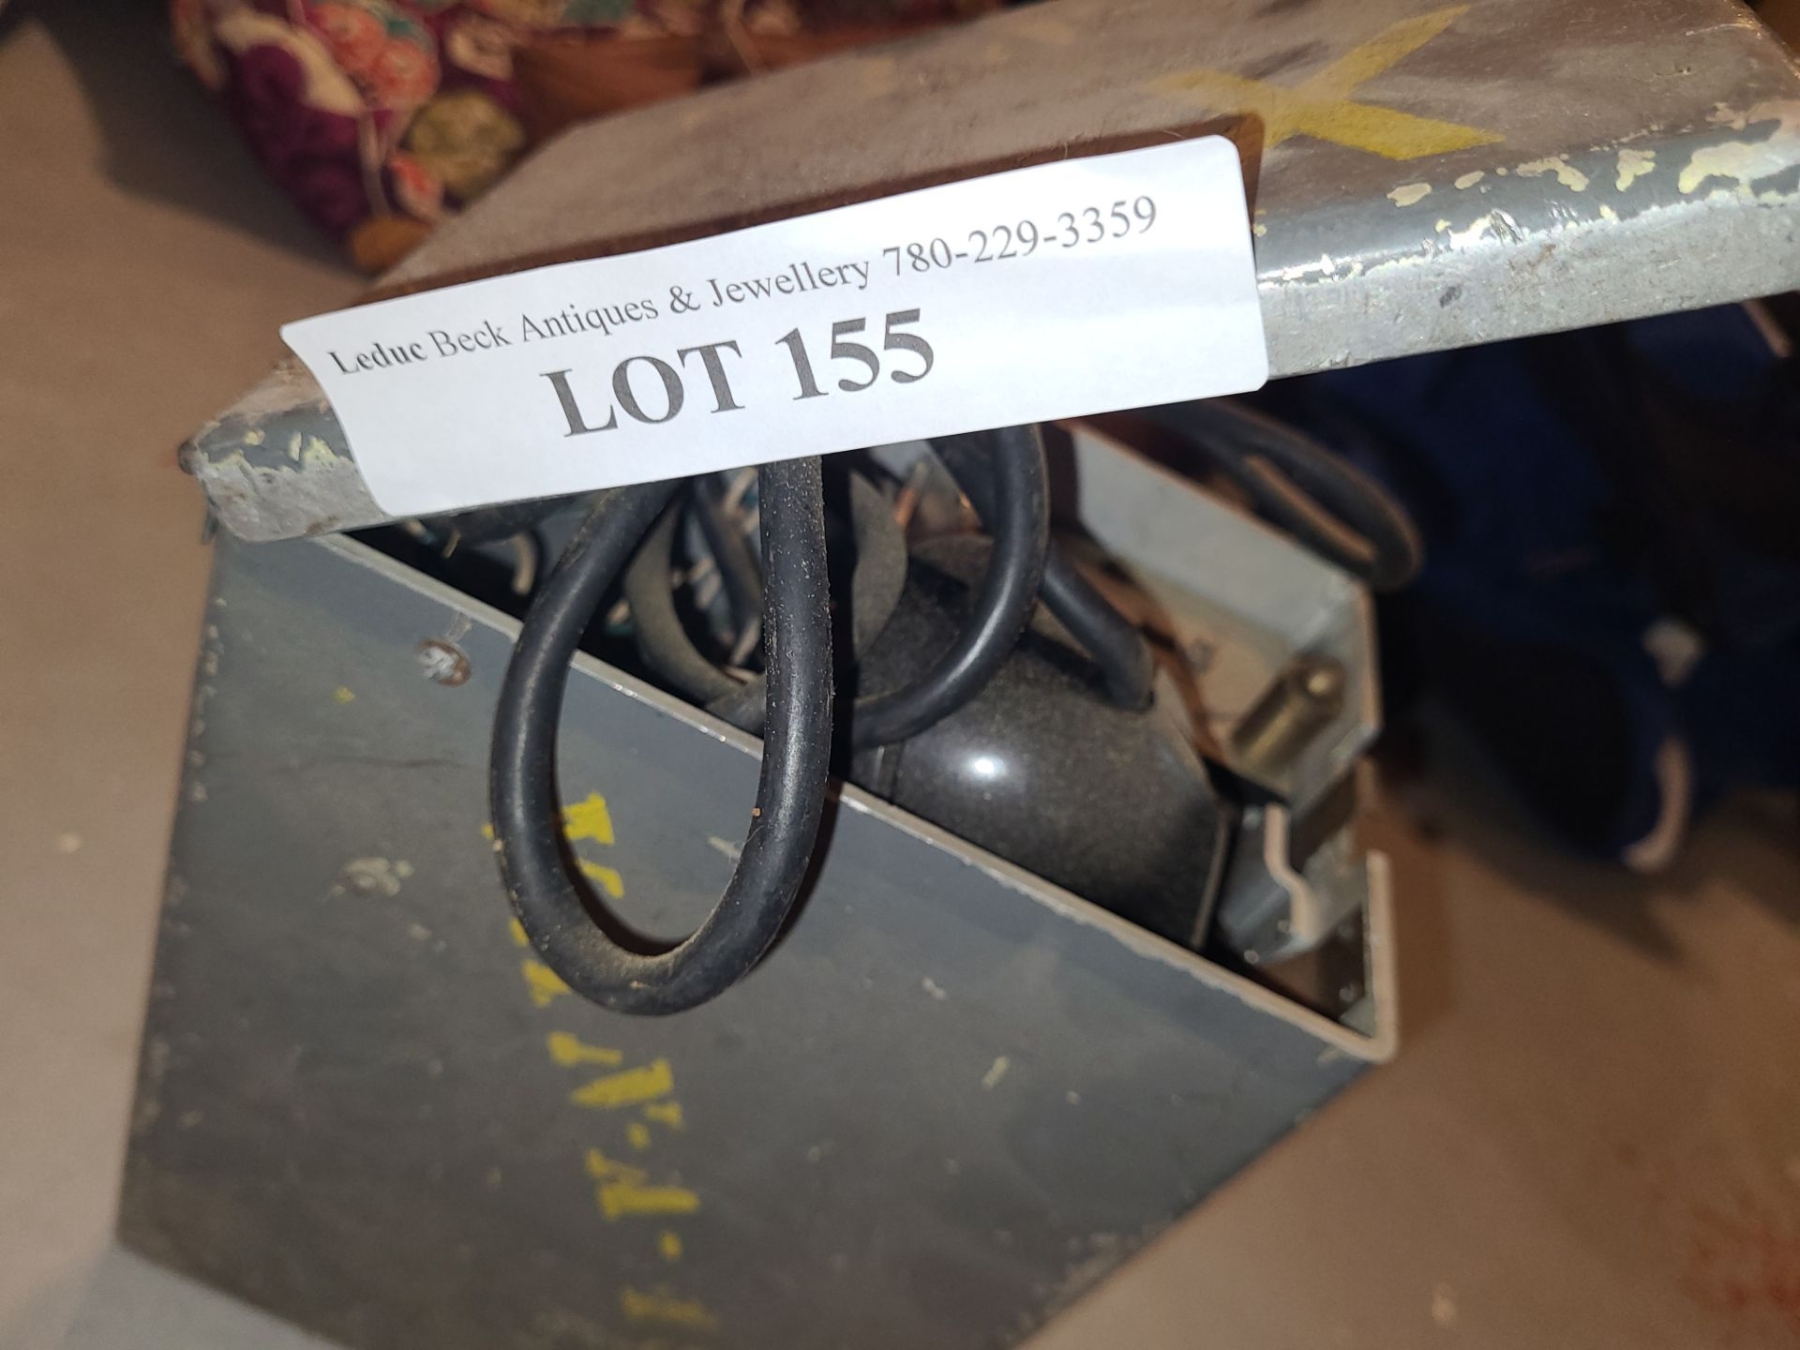 Leduc Beck Antiques & Jewellery 780-229-3359
LOT 155